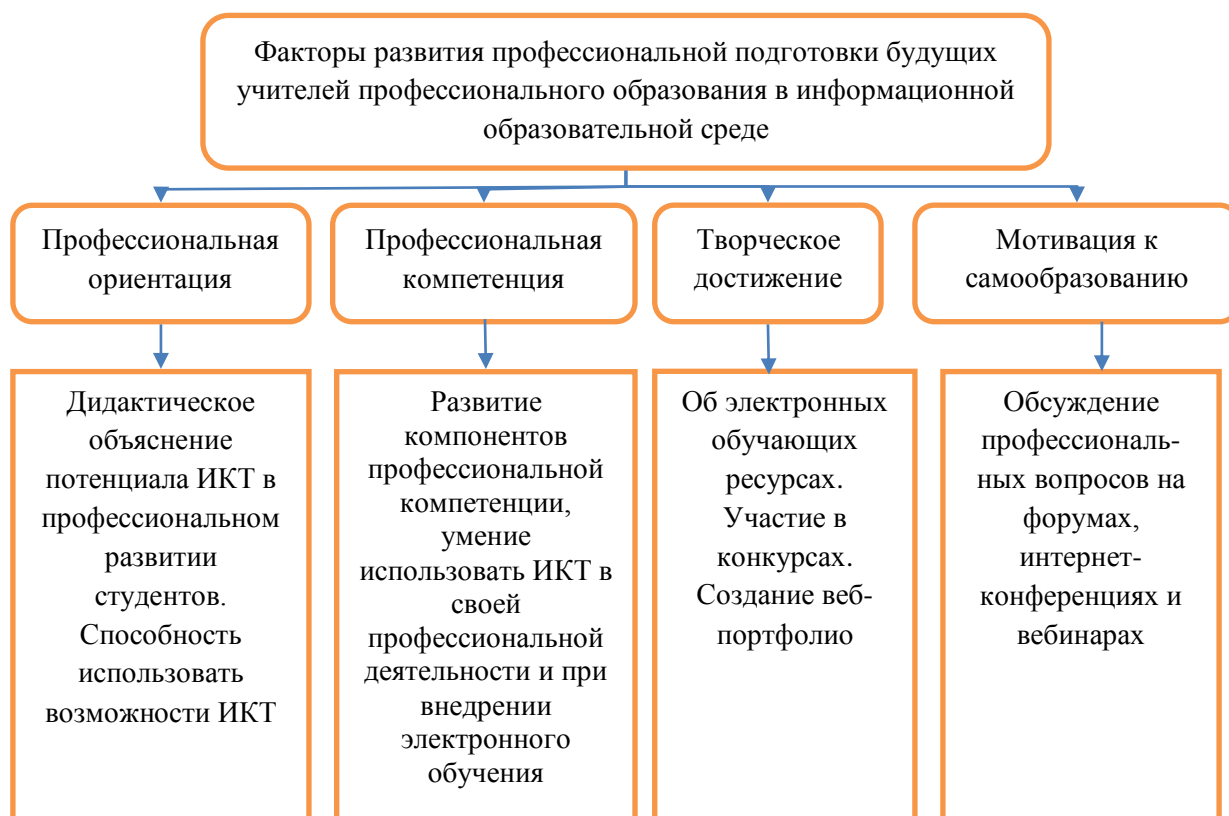 Факторы развития профессиональной подготовки будущих
учителей профессионального образования в информационной
образовательной среде
Профессиональная
ориентация
Профессиональная
компетенция
Творческое
достижение
Мотивация к
самообразованию
Дидактическое
объяснение
потенциала ИКТ в
профессиональном
развитии
студентов.
Способность
использовать
возможности ИКТ
Развитие
компонентов
профессиональной
компетенции,
умение
использовать ИКТ в
своей
профессиональной
деятельности и при
внедрении
электронного
обучения
Об электронных
обучающих
ресурсах.
Участие в
конкурсах.
Создание веб-
портфолио
Обсуждение
профессиональ-
ных вопросов на
форумах,
интернет-
конференциях и
вебинарах